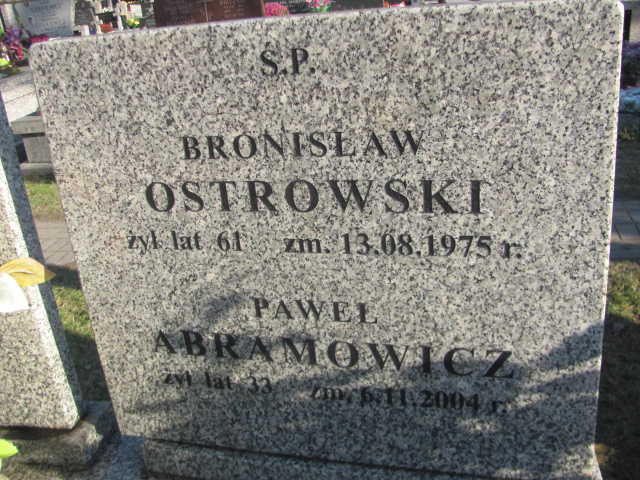 S.P.
BRONISŁAW
OSTROWSKI
żył lat 61 zm. 13.08.1975 r.
PAWEŁ
ABRAMOWICZ
żył lat 33 zm. 6.11.2004 r.